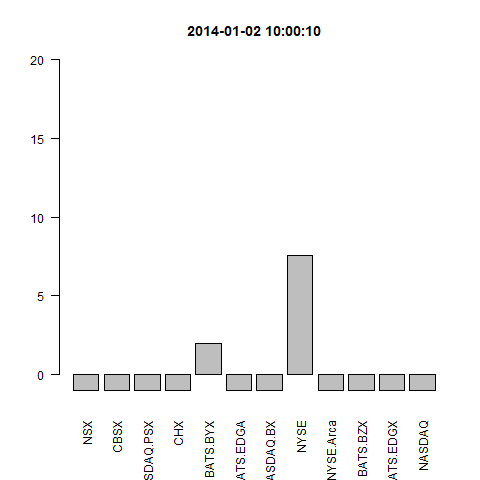 2014-01-02 10:00:10
20
15
10
5
0
NSX
CBSX
SDAQ.PSX
CHX
BATS.BYX
ATS.EDGA
ASDAQ.BX
NYSE
NYSE.Arca
BATS.BZX
ATS.EDGX
NASDAQ